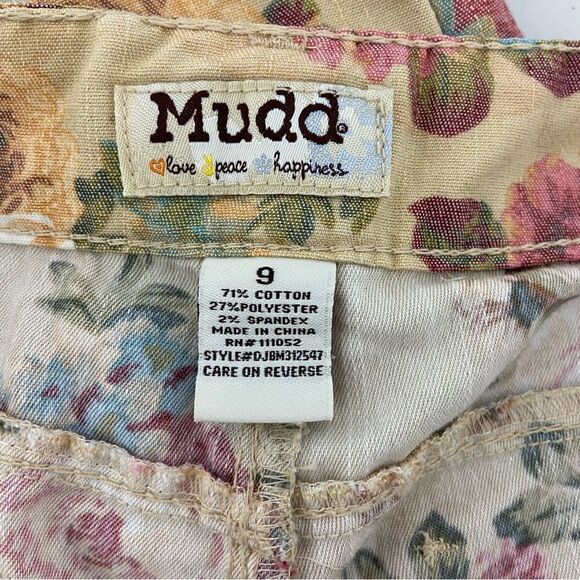 Mudd®
love peace happiness
9
71% COTTON
27%POLYESTER
2% SPANDEX
MADE IN CHINA
RN# 111052
STYLE#DJBM312547
CARE ON REVERSE